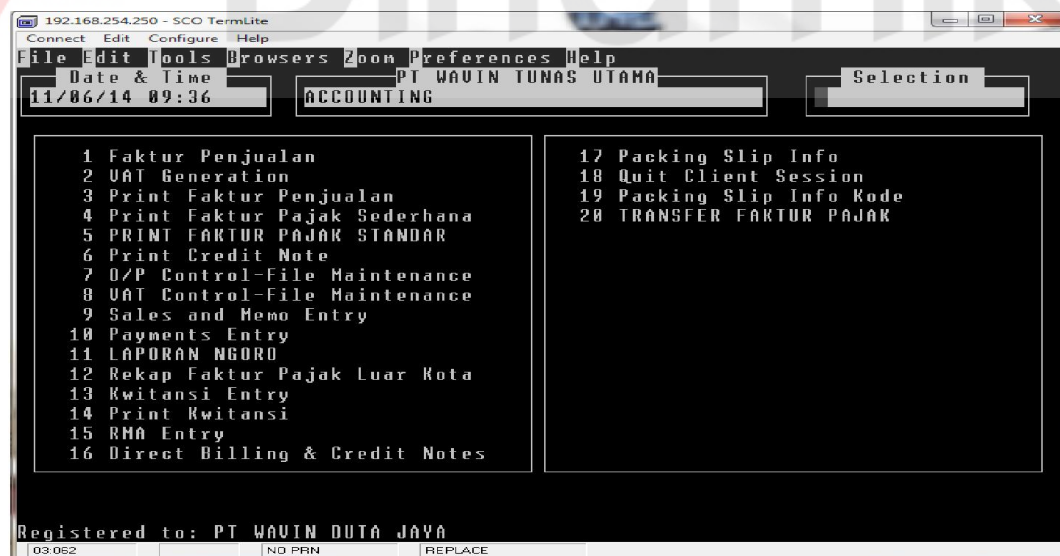 192.168.254.250 - SCO TermLite
Connect Edit Configure Help
File Edit Tools Browsers Zoom Preferences Help
Date & Time
PT WAVIN TUNAS UTAMA
Selection
11/06/14 09:36
ACCOUNTING
1 Faktur Penjualan
2 VAT Generation
3 Print Faktur Penjualan
4 Print Faktur Pajak Sederhana
5 PRINT FAKTUR PAJAK STANDAR
6 Print Credit Note
7 O/P Control-File Maintenance
8 VAT Control-File Maintenance
9 Sales and Memo Entry
10 Payments Entry
11 LAPORAN NGORO
12 Rekap Faktur Pajak Luar Kota
13 Kwitansi Entry
14 Print Kwitansi
15 RMA Entry
16 Direct Billing & Credit Notes
17 Packing Slip Info
18 Quit Client Session
19 Packing Slip Info Kode
20 TRANSFER FAKTUR PAJAK
Registered to: PT WAVIN DUTA JAYA
03:062
NO PRN
REPLACE